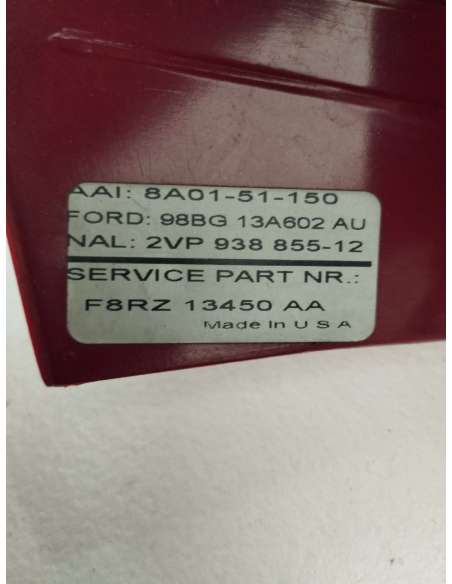 AAI: 8A01-51-150
FORD: 98BG 13A602 AU
NAL: 2VP 938 855-12
SERVICE PART NR.:
F8RZ 13450 AA
Made In U S A